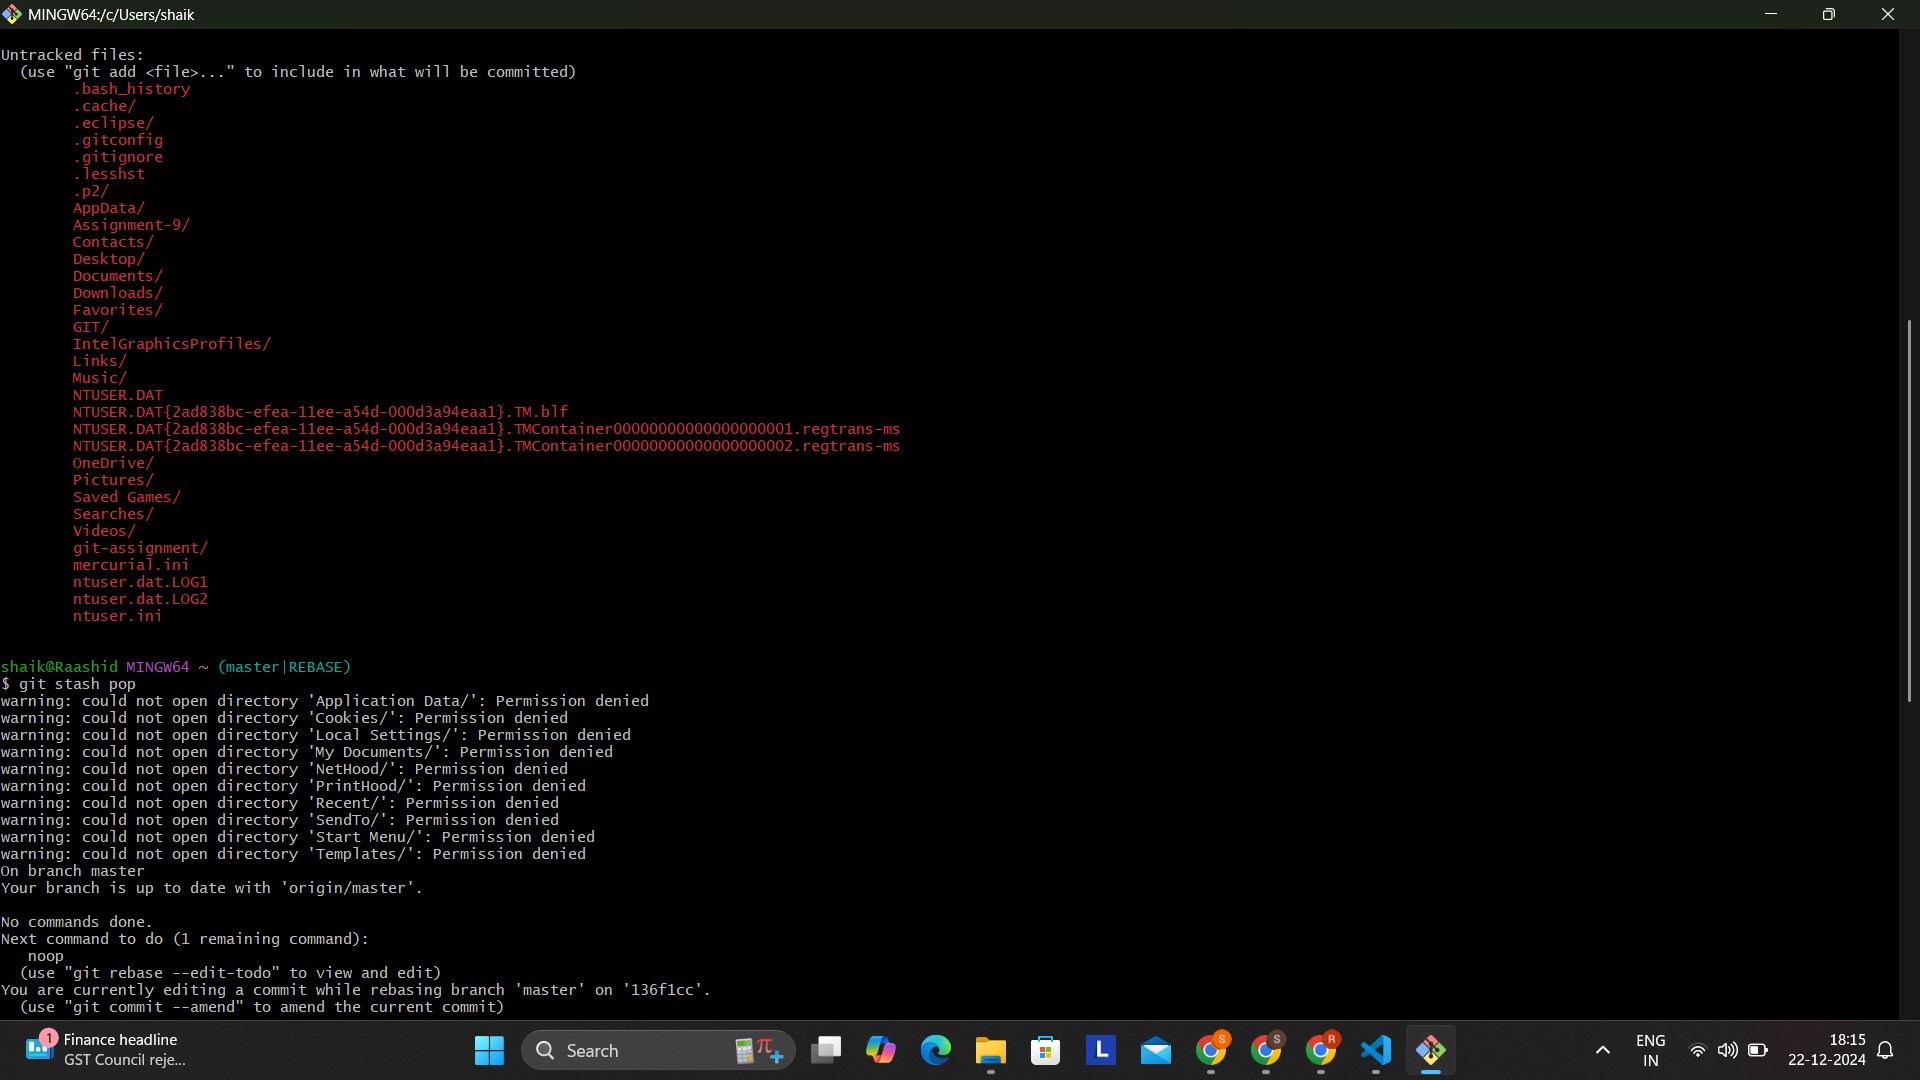 MINGW64:/c/Users/shaik
Untracked files:
  (use "git add <file>..." to include in what will be committed)
        .bash_history
        .cache/
        .eclipse/
        .gitconfig
        .gitignore
        .lesshst
        .p2/
        AppData/
        Assignment-9/
        Contacts/
        Desktop/
        Documents/
        Downloads/
        Favorites/
        GIT/
        IntelGraphicsProfiles/
        Links/
        Music/
        NTUSER.DAT
        NTUSER.DAT{2ad838bc-efea-11ee-a54d-000d3a94eaa1}.TM.blf
        NTUSER.DAT{2ad838bc-efea-11ee-a54d-000d3a94eaa1}.TMContainer00000000000000000001.regtrans-ms
        NTUSER.DAT{2ad838bc-efea-11ee-a54d-000d3a94eaa1}.TMContainer00000000000000000002.regtrans-ms
        OneDrive/
        Pictures/
        Saved Games/
        Searches/
        Videos/
        git-assignment/
        mercurial.ini
        ntuser.dat.LOG1
        ntuser.dat.LOG2
        ntuser.ini
shaik@Raashid MINGW64 ~ (master|REBASE)
$ git stash pop
warning: could not open directory 'Application Data/': Permission denied
warning: could not open directory 'Cookies/': Permission denied
warning: could not open directory 'Local Settings/': Permission denied
warning: could not open directory 'My Documents/': Permission denied
warning: could not open directory 'NetHood/': Permission denied
warning: could not open directory 'PrintHood/': Permission denied
warning: could not open directory 'Recent/': Permission denied
warning: could not open directory 'SendTo/': Permission denied
warning: could not open directory 'Start Menu/': Permission denied
warning: could not open directory 'Templates/': Permission denied
On branch master
Your branch is up to date with 'origin/master'.
No commands done.
Next command to do (1 remaining command):
   noop
  (use "git rebase --edit-todo" to view and edit)
You are currently editing a commit while rebasing branch 'master' on '136f1cc'.
  (use "git commit --amend" to amend the current commit)
1
Finance headline
GST Council reje...
Search
L
S
S
R
ENG
IN
18:15
22-12-2024